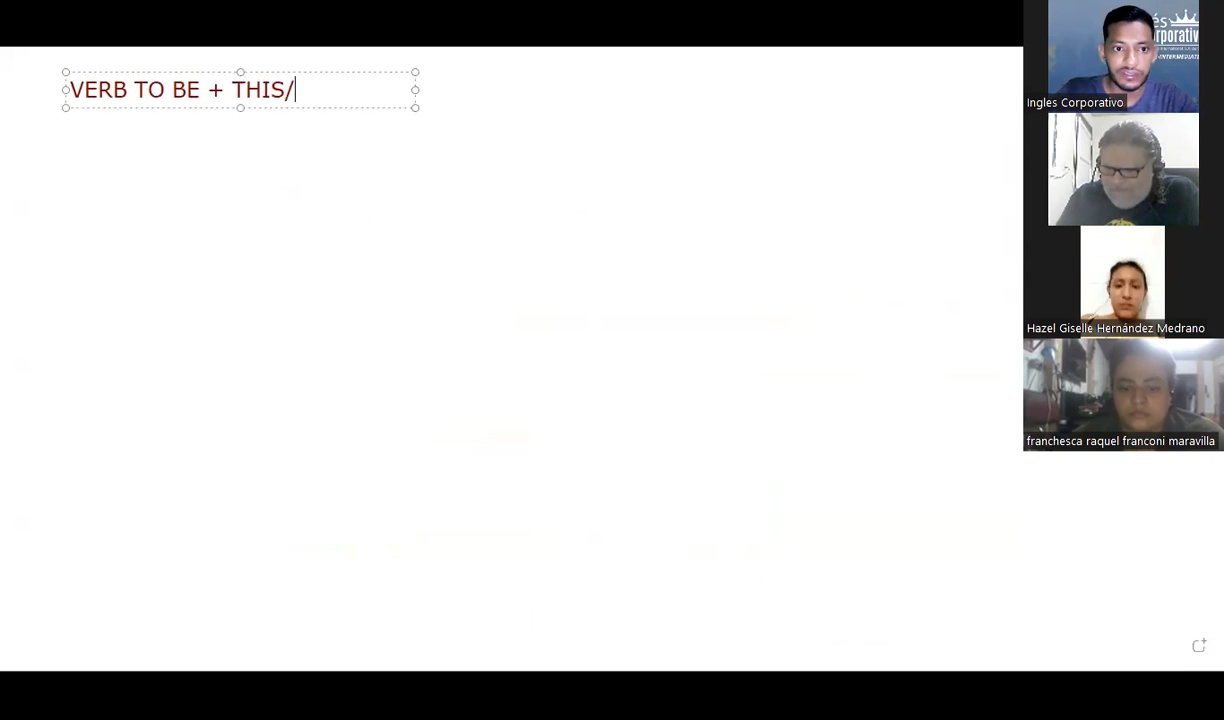 VERB TO BE + THIS/
Ingles Corporativo
Hazel Giselle Hernández Medrano
franchesca raquel franconi maravilla